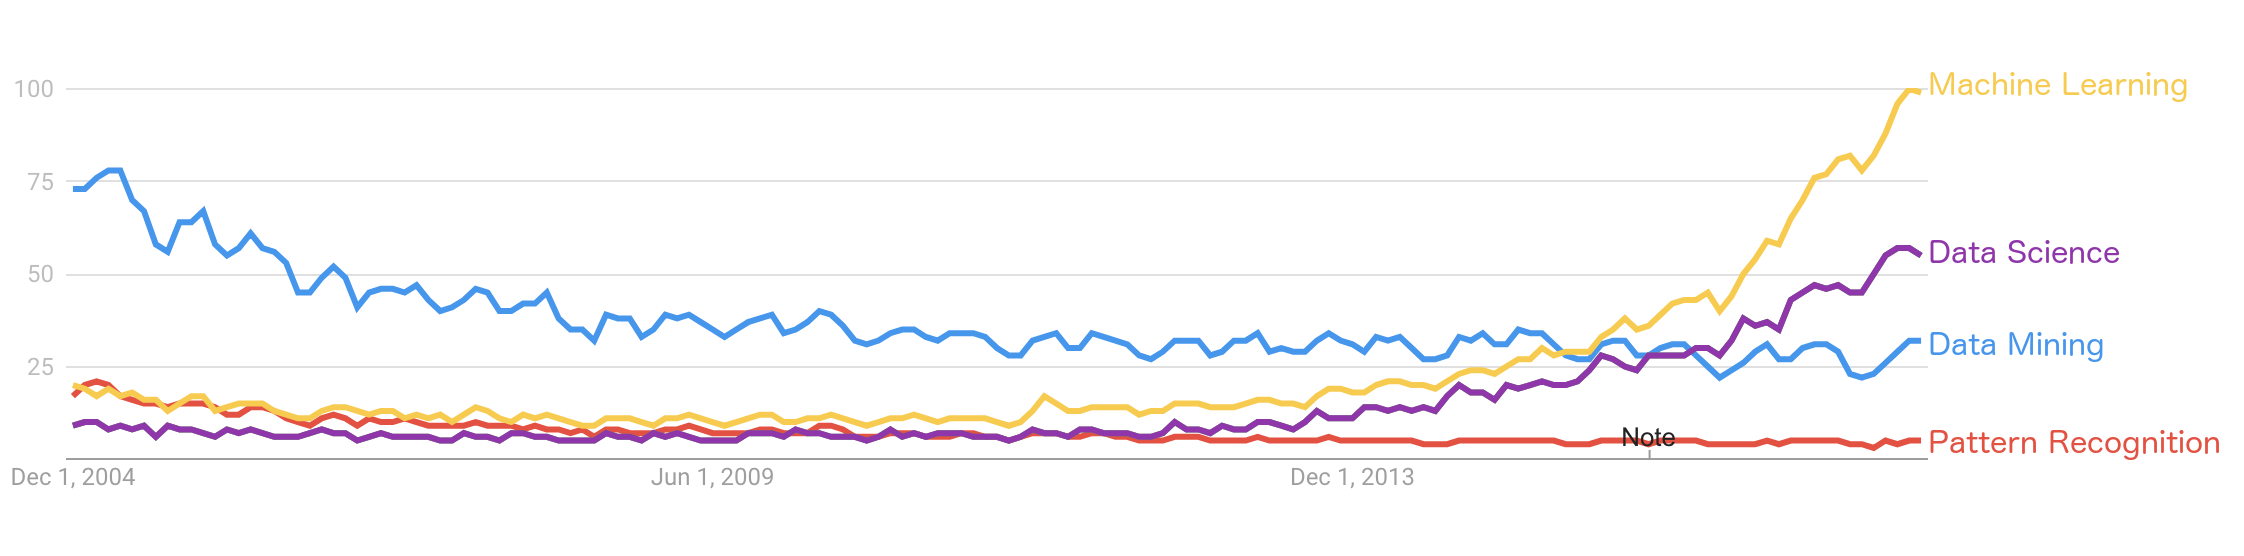 100
Machine Learning
75
Data Science
50
Data Mining
25
Note
Pattern Recognition
Dec 1, 2004
Jun 1, 2009
Dec 1, 2013